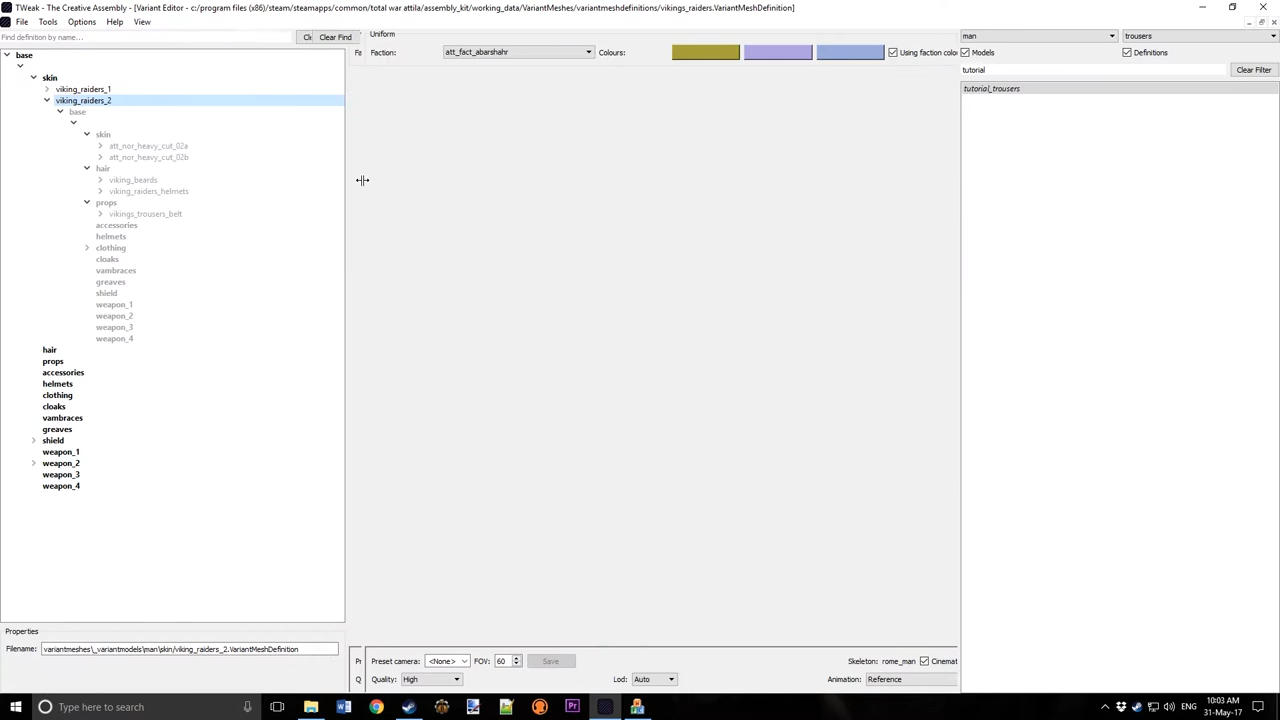 TWeak - The Creative Assembly - [Variant Editor - c:/program files (x86)/steam/steamapps/common/total war attila/assembly_kit/working_data/VariantMeshes/variantmeshdefinitions/vikings_raiders.VariantMeshDefinition]
File Tools Options Help View
Find definition by name... Cl Clear Find
base
skin
viking_raiders_1
viking_raiders_2
base
skin
att_nor_heavy_cut_02a
att_nor_heavy_cut_02b
hair
viking_beards
viking_raiders_helmets
props
vikings_trousers_belt
accessories
helmets
clothing
cloaks
vambraces
greaves
shield
weapon_1
weapon_2
weapon_3
weapon_4
hair
props
accessories
helmets
clothing
cloaks
vambraces
greaves
shield
weapon_1
weapon_2
weapon_3
weapon_4
Properties
Filename: variantmeshes\_variantmodels\man\skin/viking_raiders_2.VariantMeshDefinition
Uniform
Fa Faction: att_fact_abarshahr Colours: Using faction colou
Pr Preset camera: <None> FOV: 60 Save Skeleton: rome_man Cinemat
Q Quality: High Lod: Auto Animation: Reference
man trousers
Models Definitions
tutorial Clear Filter
tutorial_trousers
Type here to search
ENG 10:03 AM
31-May-17